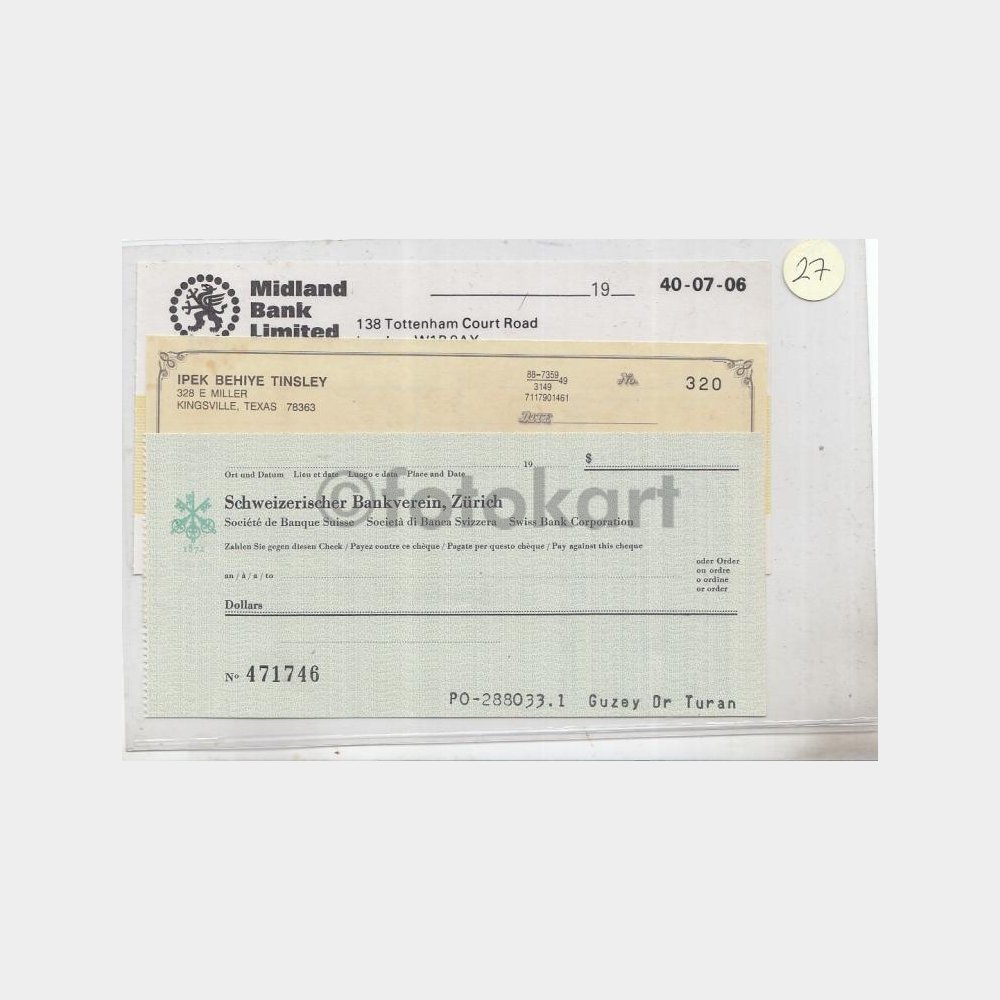 27
Midland
Bank
Limited
19
40-07-06
138 Tottenham Court Road
IPEK BEHIYE TINSLEY
328 E MILLER
KINGSVILLE, TEXAS 78363
88-7359 49
3149
7117901461
No.
320
DATE
19
$
Ort und Datum Lieu et date Luogo e data Place and Date
Schweizerischer Bankverein, Zürich
Société de Banque Suisse Società di Banca Svizzera Swiss Bank Corporation
1872
Zahlen Sie gegen diesen Check / Payez contre ce chèque / Pagate per questo chèque / Pay against this cheque
oder Order
ou ordre
o ordine
or order
an / à / a / to
Dollars
No 471746
PO-288033.1 Guzey Dr Turan
©fotokart